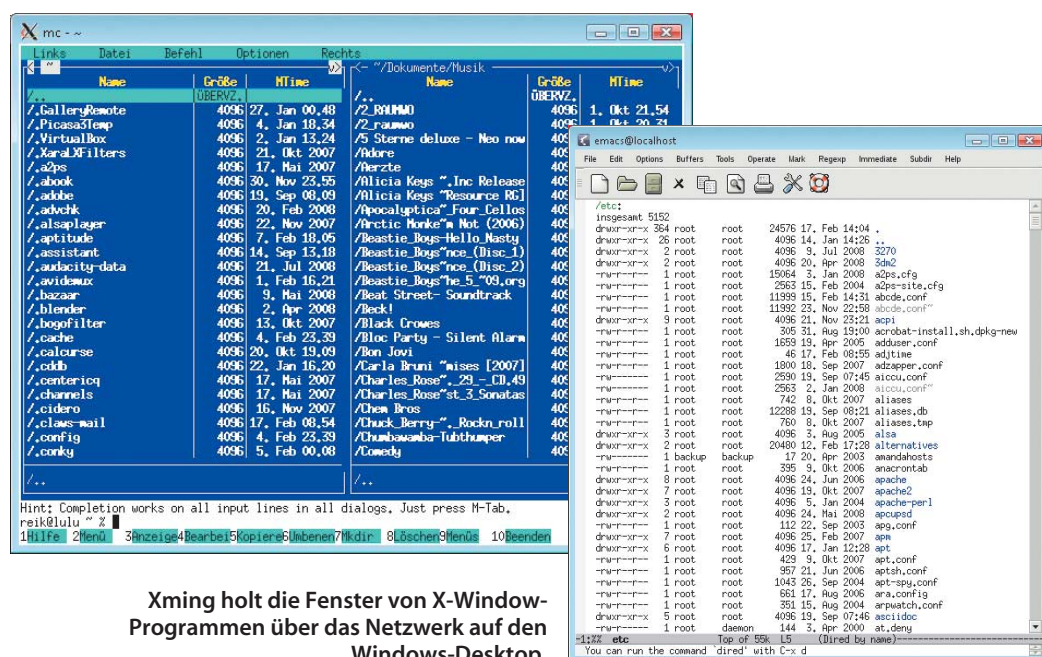 mc - ~
Links Datei Befehl Optionen Rechts
<- ~ v> <- ~/Dokumente/Musik v>
Name Größe MTime Name Größe MTime
/.. ÜBERVZ. /.. ÜBERVZ.
/.GalleryRemote 4096 27. Jan 00.48 /2_RAUMWO 4096 1. Okt 21.54
/.Picasa3Temp 4096 4. Jan 18.34 /2_raumwo 4096 1. Okt 20.31
/.VirtualBox 4096 2. Jan 13.24 /5 Sterne deluxe - Neo now
/.XaraLXFilters 4096 21. Okt 2007 /Adore
/.a2ps 4096 17. Mai 2007 /Aerzte
/.abook 4096 30. Nov 23.55 /Alicia Keys ~.Inc Release
/.adobe 4096 19. Sep 08.09 /Alicia Keys ~Resource RG]
/.advchk 4096 20. Feb 2008 /Apocalyptica~_Four_Cellos
/.alsaplayer 4096 22. Nov 2007 /Arctic Monke~m Not (2006)
/.aptitude 4096 7. Feb 18.05 /Beastie_Boys-Hello_Nasty
/.assistant 4096 14. Sep 13.18 /Beastie_Boys~nce_(Disc_1)
/.audacity-data 4096 21. Jul 2008 /Beastie_Boys~nce_(Disc_2)
/.avidemux 4096 1. Feb 16.21 /Beastie_Boys~he_5_~09.org
/.bazaar 4096 9. Mai 2008 /Beat Street- Soundtrack
/.blender 4096 2. Apr 2008 /Beck!
/.bogofilter 4096 13. Okt 2007 /Black Crowes
/.cache 4096 4. Feb 23.39 /Bloc Party - Silent Alarm
/.calcurse 4096 20. Okt 19.09 /Bon Jovi
/.cddb 4096 22. Jan 16.20 /Carla Bruni ~mises [2007]
/.centericq 4096 17. Mai 2007 /Charles_Rose~._29_-_CD.49
/.channels 4096 17. Mai 2007 /Charles_Rose~st_3_Sonatas
/.cidero 4096 16. Nov 2007 /Chem Bros
/.claws-mail 4096 17. Feb 08.54 /Chuck_Berry-~._Rockn_roll
/.config 4096 4. Feb 23.39 /Chumbawamba-Tubthumper
/.conky 4096 5. Feb 00.08 /Comedy
/.. /..
Hint: Completion works on all input lines in all dialogs. Just press M-Tab.
reik@lulu ~ %
1Hilfe 2Menü 3Anzeige4Bearbei5Kopiere6Umbenen7Mkdir 8Löschen9Menüs 10Beenden
emacs@localhost
File Edit Options Buffers Tools Operate Mark Regexp Immediate Subdir Help
/etc:
insgesamt 5152
drwxr-xr-x 364 root root 24576 17. Feb 14:04 .
drwxr-xr-x 26 root root 4096 14. Jan 14:26 ..
drwxr-xr-x 2 root root 4096 9. Jul 2008 3270
drwxr-xr-x 2 root root 4096 20. Apr 2008 3dm2
-rw-r--r-- 1 root root 15064 3. Jan 2008 a2ps.cfg
-rw-r--r-- 1 root root 2563 15. Feb 2004 a2ps-site.cfg
-rw-r--r-- 1 root root 11999 15. Feb 14:31 abcde.conf
-rw-r--r-- 1 root root 11992 23. Nov 22:58 abcde.conf~
drwxr-xr-x 9 root root 4096 21. Nov 23:21 acpi
-rw-r--r-- 1 root root 305 31. Aug 19:00 acrobat-install.sh.dpkg-new
-rw-r--r-- 1 root root 1659 19. Apr 2005 adduser.conf
-rw-r--r-- 1 root root 46 17. Feb 08:55 adjtime
-rw-r--r-- 1 root root 1800 18. Sep 2007 adzapper.conf
-rw------- 1 root root 2590 19. Sep 07:45 aiccu.conf
-rw------- 1 root root 2563 2. Jan 2008 aiccu.conf~
-rw-r--r-- 1 root root 742 8. Okt 2007 aliases
-rw-r--r-- 1 root root 12288 19. Sep 08:21 aliases.db
-rw-r--r-- 1 root root 760 8. Okt 2007 aliases.tmp
drwxr-xr-x 3 root root 4096 3. Aug 2005 alsa
drwxr-xr-x 2 root root 20480 12. Feb 17:28 alternatives
-rw------- 1 backup backup 17 20. Apr 2003 amandahosts
-rw-r--r-- 1 root root 395 9. Okt 2006 anacrontab
drwxr-xr-x 8 root root 4096 24. Jun 2006 apache
drwxr-xr-x 7 root root 4096 19. Okt 2007 apache2
drwxr-xr-x 3 root root 4096 5. Jan 2004 apache-perl
drwxr-xr-x 2 root root 4096 24. Mai 2008 apcupsd
-rw-r--r-- 1 root root 112 22. Sep 2003 apg.conf
drwxr-xr-x 7 root root 4096 25. Feb 2007 apm
drwxr-xr-x 6 root root 4096 17. Jan 12:28 apt
-rw-r--r-- 1 root root 429 9. Okt 2007 apt.conf
-rw-r--r-- 1 root root 957 21. Jun 2006 aptsh.conf
-rw-r--r-- 1 root root 1043 26. Sep 2004 apt-spy.conf
-rw-r--r-- 1 root root 661 17. Aug 2006 ara.config
-rw-r--r-- 1 root root 351 15. Aug 2004 arpwatch.conf
drwxr-xr-x 5 root root 4096 19. Sep 07:46 asciidoc
-rw-r----- 1 root daemon 144 3. Apr 2000 at.deny
-1:%% etc Top of 55k L5 (Dired by name)
You can run the command `dired' with C-x d
Xming holt die Fenster von X-Window-
Programmen über das Netzwerk auf den
Windows-Desktop.